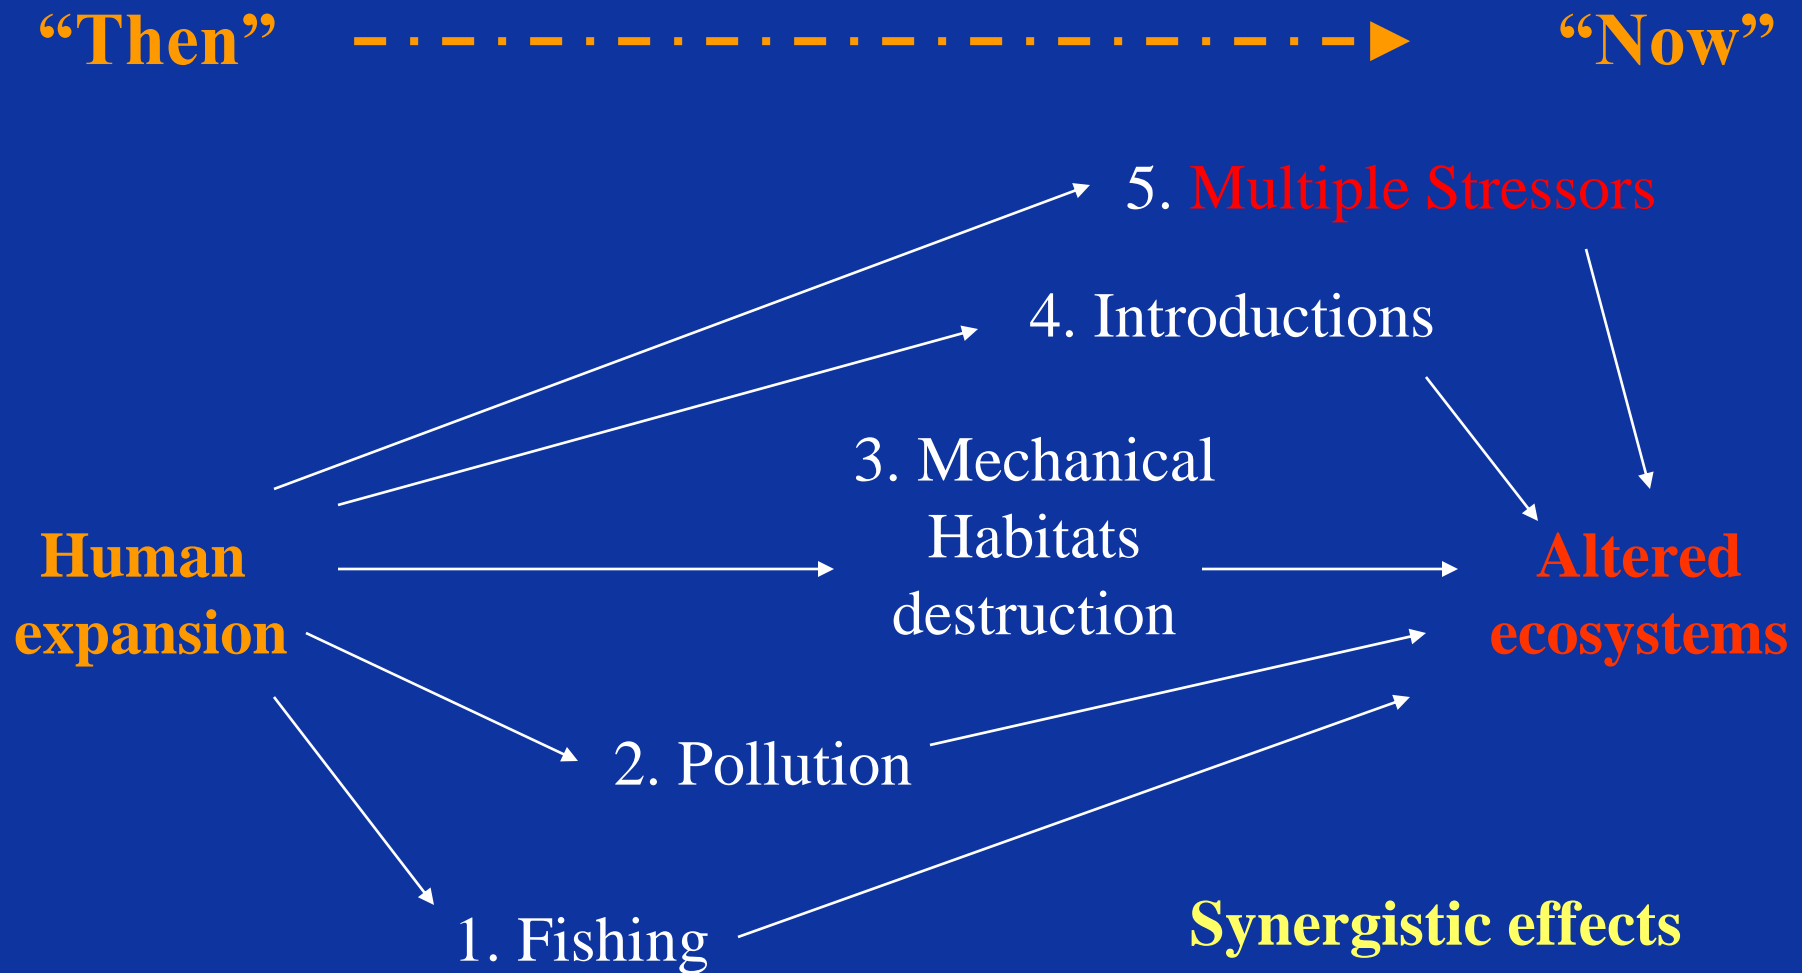 “Then”
“Now”
5. Multiple Stressors
4. Introductions
3. Mechanical
Habitats
destruction
Human
expansion
Altered
ecosystems
2. Pollution
1. Fishing
Synergistic effects